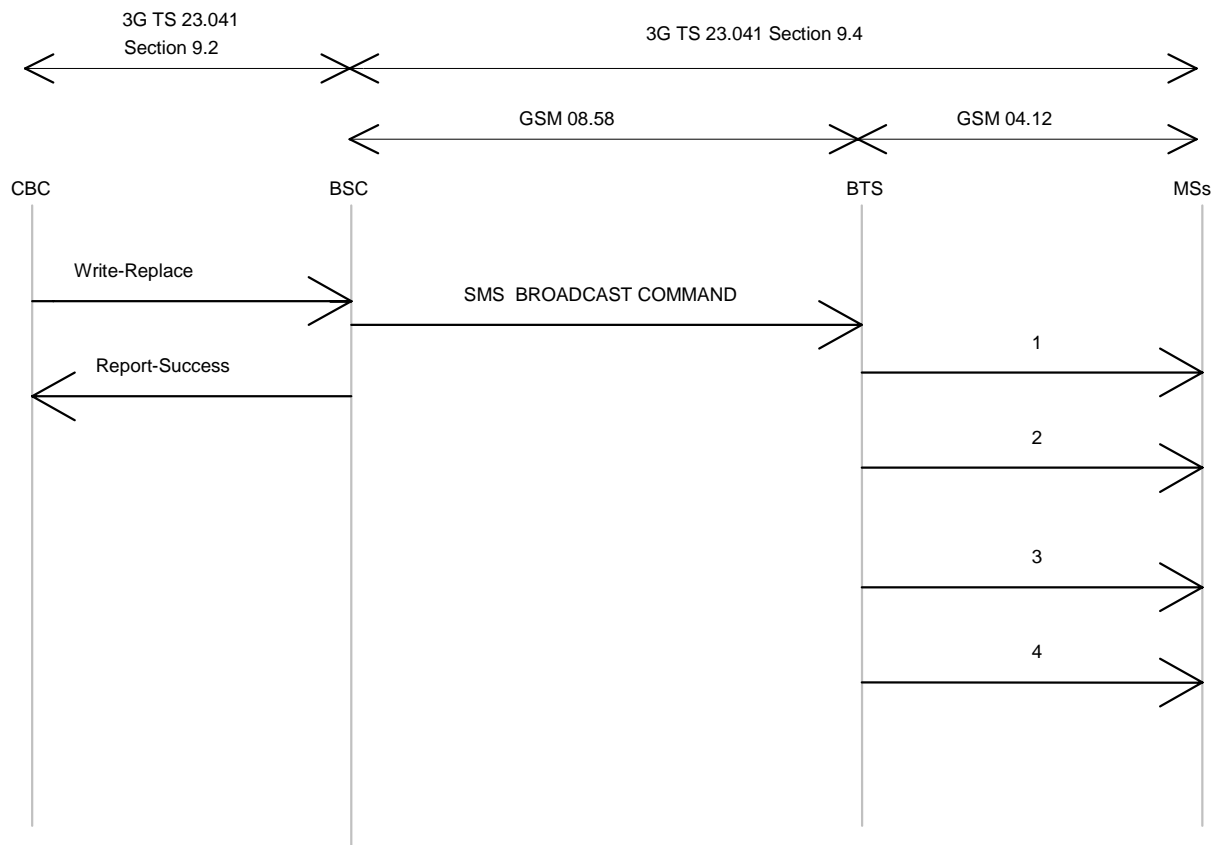 3G TS 23.041
Section 9.2
3G TS 23.041 Section 9.4
GSM 08.58
GSM 04.12
CBC
BSC
BTS
MSs
Write-Replace
SMS BROADCAST COMMAND
1
Report-Success
2
3
4